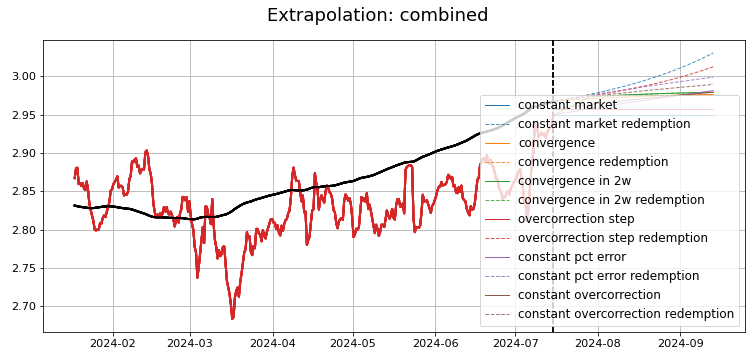 Extrapolation: combined
3.00
2.95
2.90
2.85
2.80
2.75
2.70
constant market
constant market redemption
convergence
convergence redemption
convergence in 2w
convergence in 2w redemption
overcorrection step
overcorrection step redemption
constant pct error
constant pct error redemption
constant overcorrection
constant overcorrection redemption
2024-02 2024-03 2024-04 2024-05 2024-06 2024-07 2024-08 2024-09